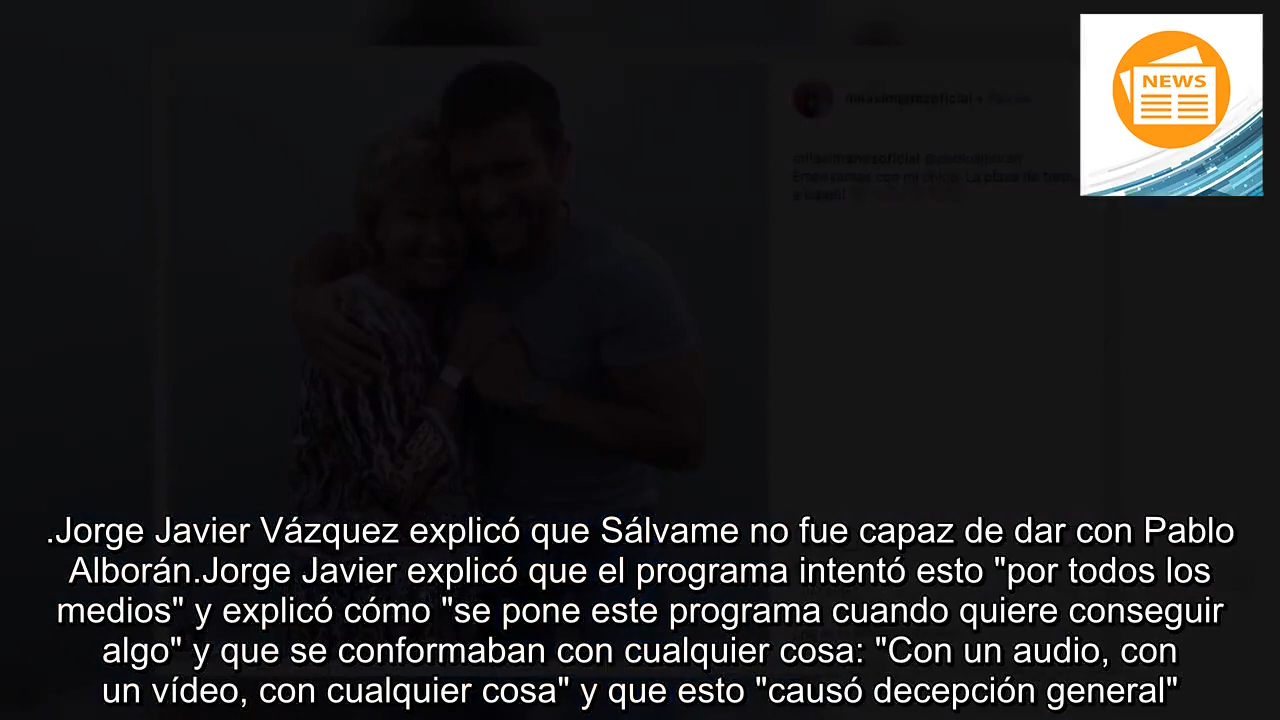 NEWS
milaximenezoficial
milaximenezoficial
.Jorge Javier Vázquez explicó que Sálvame no fue capaz de dar con Pablo
Alborán.Jorge Javier explicó que el programa intentó esto "por todos los
medios" y explicó cómo "se pone este programa cuando quiere conseguir
algo" y que se conformaban con cualquier cosa: "Con un audio, con
un vídeo, con cualquier cosa" y que esto "causó decepción general"